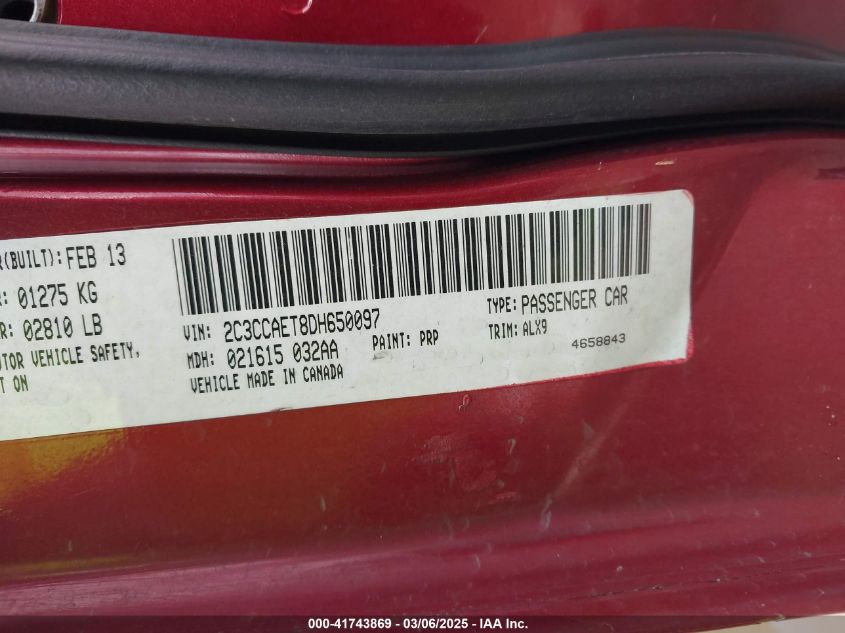 R(BUILT): FEB 13
R: 01275 KG
R: 02810 LB
OTOR VEHICLE SAFETY,
T ON
VIN: 2C3CCAET8DH650097
TYPE: PASSENGER CAR
MDH: 021615 032AA
PAINT: PRP
TRIM: ALX9
VEHICLE MADE IN CANADA
4658843
000-41743869 - 03/06/2025 - IAA Inc.